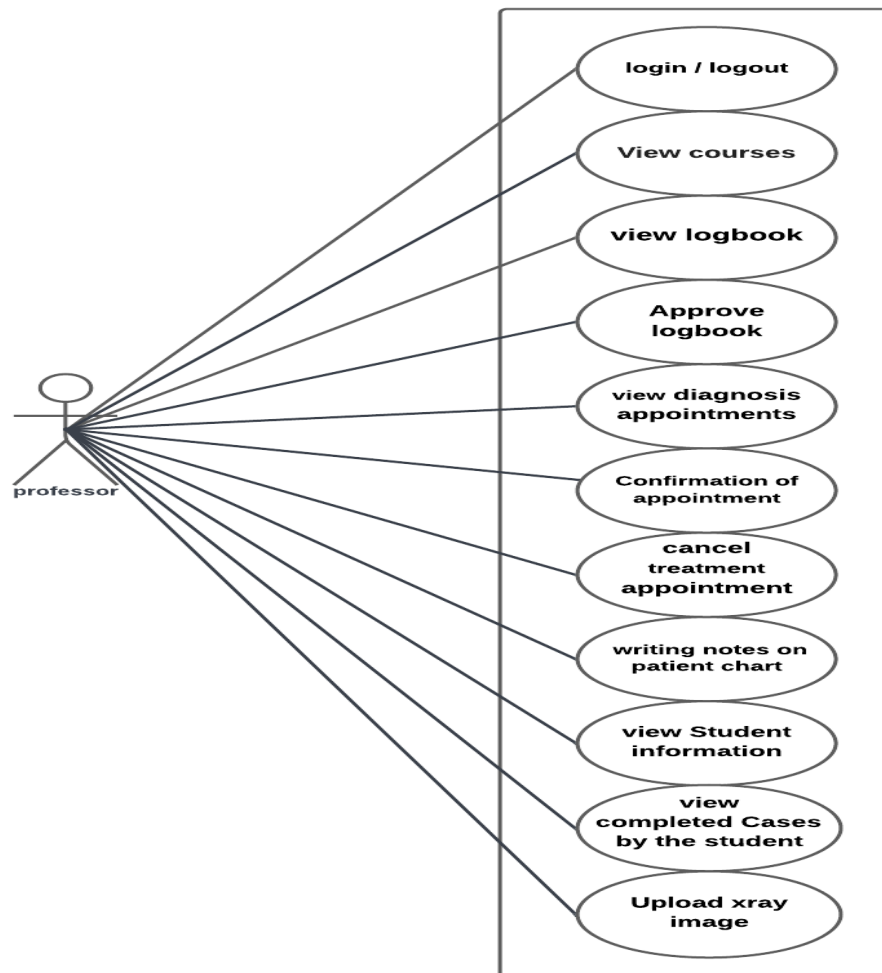 login / logout
View courses
view logbook
Approve
logbook
view diagnosis
appointments
professor
Confirmation of
appointment
cancel
treatment
appointment
writing notes on
patient chart
view Student
information
view
completed Cases
by the student
Upload xray
image